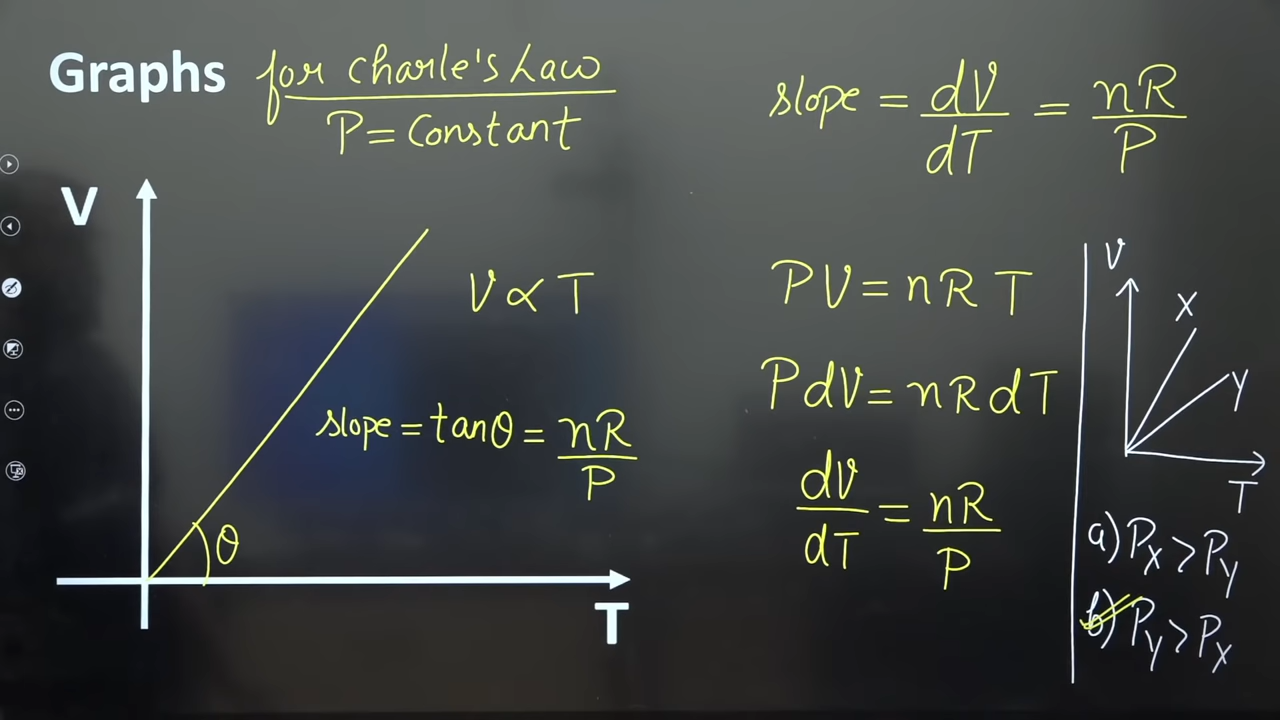 Graphs for Charle's Law
P = Constant
V
V ∝ T
slope = tanθ = nR/P
θ
T
slope = dV/dT = nR/P
PV = nRT
PdV = nRdT
dV/dT = nR/P
V
X
Y
T
a) Px > Py
b) Py > Px